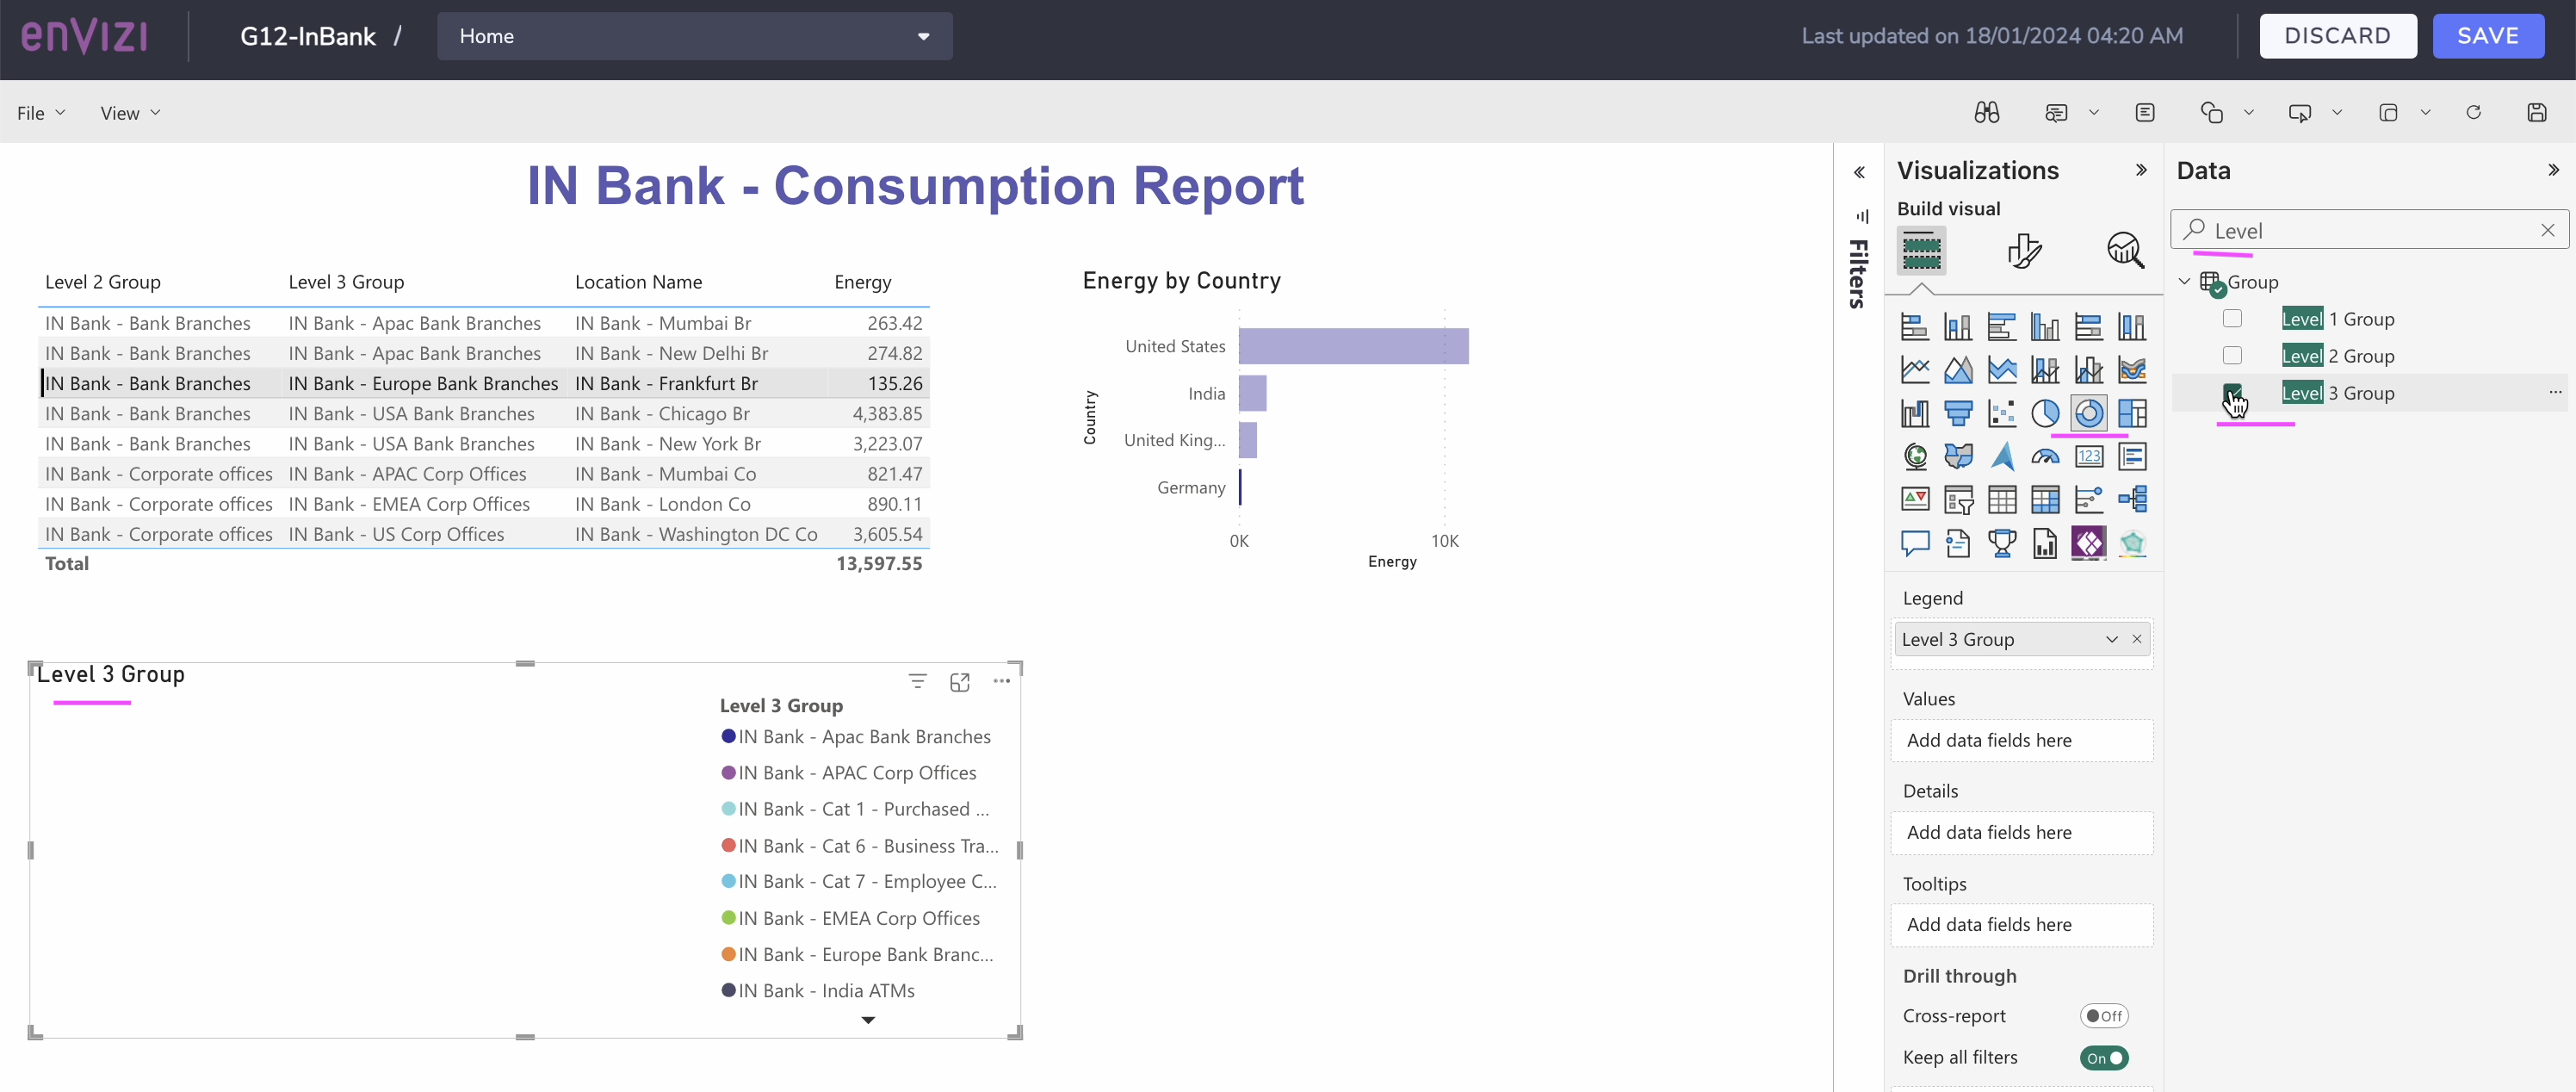 enVIZI
G12-InBank /
Home
Last updated on 18/01/2024 04:20 AM
DISCARD
SAVE
File
View
IN Bank - Consumption Report
Level 2 Group Level 3 Group Location Name Energy
IN Bank - Bank Branches IN Bank - Apac Bank Branches IN Bank - Mumbai Br 263.42
IN Bank - Bank Branches IN Bank - Apac Bank Branches IN Bank - New Delhi Br 274.82
IN Bank - Bank Branches IN Bank - Europe Bank Branches IN Bank - Frankfurt Br 135.26
IN Bank - Bank Branches IN Bank - USA Bank Branches IN Bank - Chicago Br 4,383.85
IN Bank - Bank Branches IN Bank - USA Bank Branches IN Bank - New York Br 3,223.07
IN Bank - Corporate offices IN Bank - APAC Corp Offices IN Bank - Mumbai Co 821.47
IN Bank - Corporate offices IN Bank - EMEA Corp Offices IN Bank - London Co 890.11
IN Bank - Corporate offices IN Bank - US Corp Offices IN Bank - Washington DC Co 3,605.54
Total 13,597.55
Energy by Country
Country
United States
India
United King...
Germany
0K 10K
Energy
Level 3 Group
Level 3 Group
IN Bank - Apac Bank Branches
IN Bank - APAC Corp Offices
IN Bank - Cat 1 - Purchased ...
IN Bank - Cat 6 - Business Tra...
IN Bank - Cat 7 - Employee C...
IN Bank - EMEA Corp Offices
IN Bank - Europe Bank Branc...
IN Bank - India ATMs
Filters
Visualizations
Build visual
123
Legend
Level 3 Group
Values
Add data fields here
Details
Add data fields here
Tooltips
Add data fields here
Drill through
Cross-report Off
Keep all filters On
Data
Level
Group
Level 1 Group
Level 2 Group
Level 3 Group